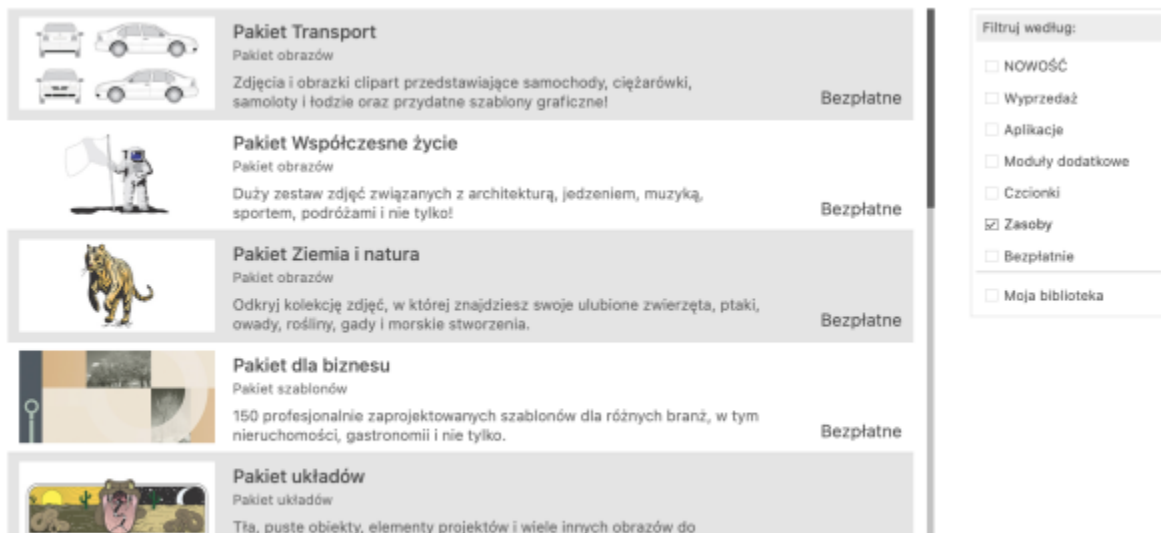 Pakiet Transport
Pakiet obrazów
Zdjęcia i obrazki clipart przedstawiające samochody, ciężarówki,
samoloty i łodzie oraz przydatne szablony graficzne!
Bezpłatne
Pakiet Współczesne życie
Pakiet obrazów
Duży zestaw zdjęć związanych z architekturą, jedzeniem, muzyką,
sportem, podróżami i nie tylko!
Bezpłatne
Pakiet Ziemia i natura
Pakiet obrazów
Odkryj kolekcję zdjęć, w której znajdziesz swoje ulubione zwierzęta, ptaki,
owady, rośliny, gady i morskie stworzenia.
Bezpłatne
Pakiet dla biznesu
Pakiet szablonów
150 profesjonalnie zaprojektowanych szablonów dla różnych branż, w tym
nieruchomości, gastronomii i nie tylko.
Bezpłatne
Pakiet układów
Pakiet układów
Tła, puste obiekty, elementy projektów i wiele innych obrazów do
Filtruj według:
NOWOŚĆ
Wyprzedaż
Aplikacje
Moduły dodatkowe
Czcionki
Zasoby
Bezpłatnie
Moja biblioteka